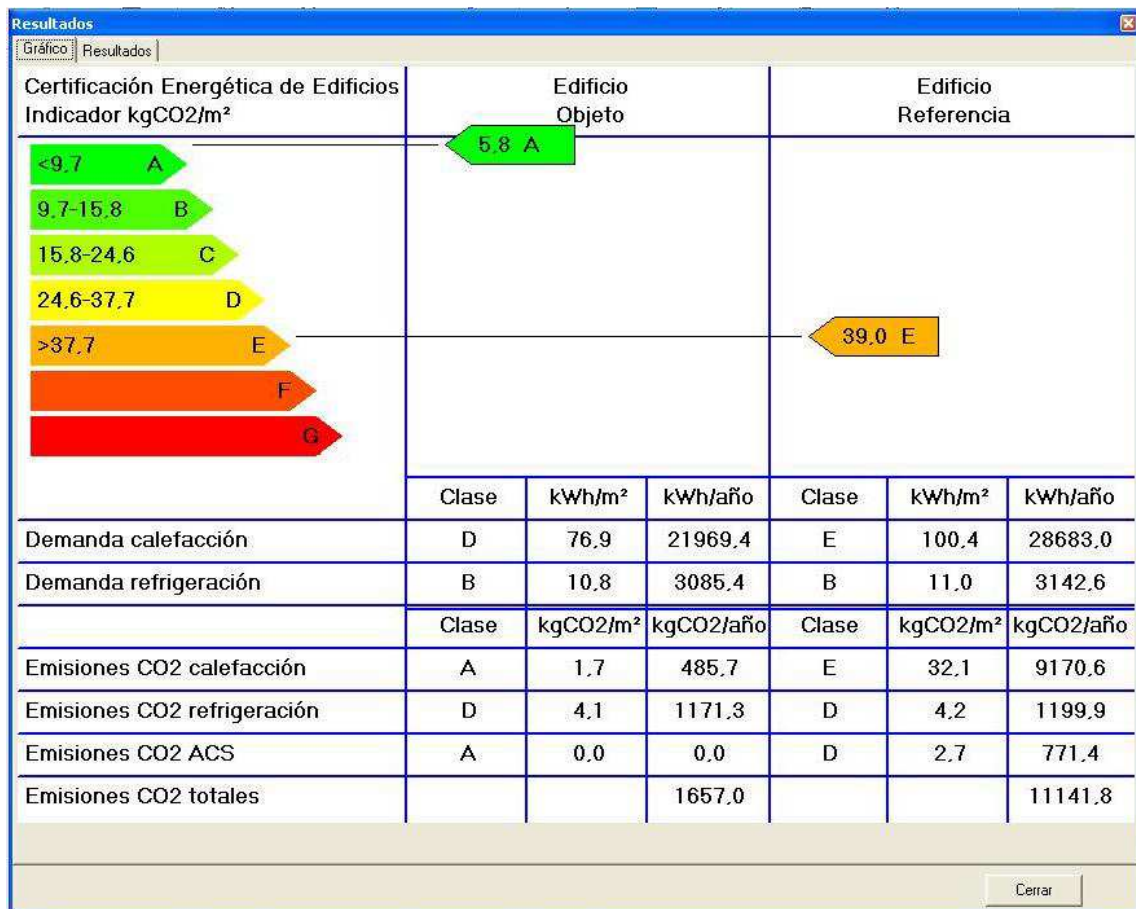 Resultados
Gráfico Resultados
Certificación Energética de Edificios
Indicador kgCO2/m²
Edificio
Objeto
Edificio
Referencia
<9,7 A
5,8 A
9,7-15,8 B
15,8-24,6 C
24,6-37,7 D
>37,7 E
39,0 E
F
G
Clase kWh/m² kWh/año Clase kWh/m² kWh/año
Demanda calefacción D 76,9 21969,4 E 100,4 28683,0
Demanda refrigeración B 10,8 3085,4 B 11,0 3142,6
Clase kgCO2/m² kgCO2/año Clase kgCO2/m² kgCO2/año
Emisiones CO2 calefacción A 1,7 485,7 E 32,1 9170,6
Emisiones CO2 refrigeración D 4,1 1171,3 D 4,2 1199,9
Emisiones CO2 ACS A 0,0 0,0 D 2,7 771,4
Emisiones CO2 totales 1657,0 11141,8
Cerrar